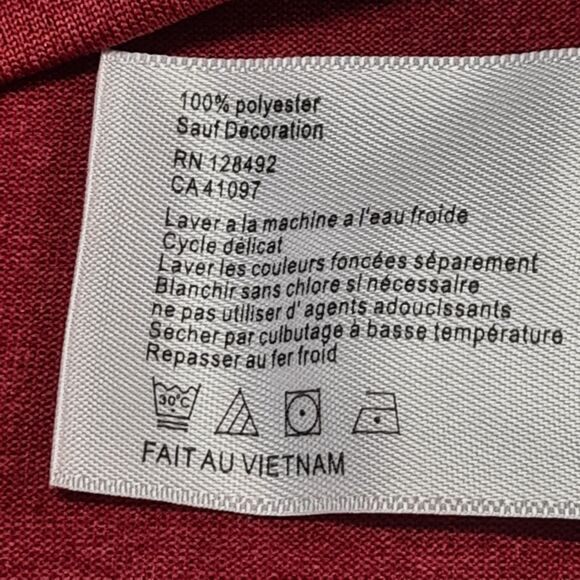 100% polyester
Sauf Decoration
RN 128492
CA 41097
Laver a la machine a l'eau froide
Cycle délicat
Laver les couleurs foncées séparement
Blanchir sans chlore si nécessaire
ne pas utiliser d' agents adoucissants
Sécher par culbutage à basse température
Repasser au fer froid
30°C
FAIT AU VIETNAM